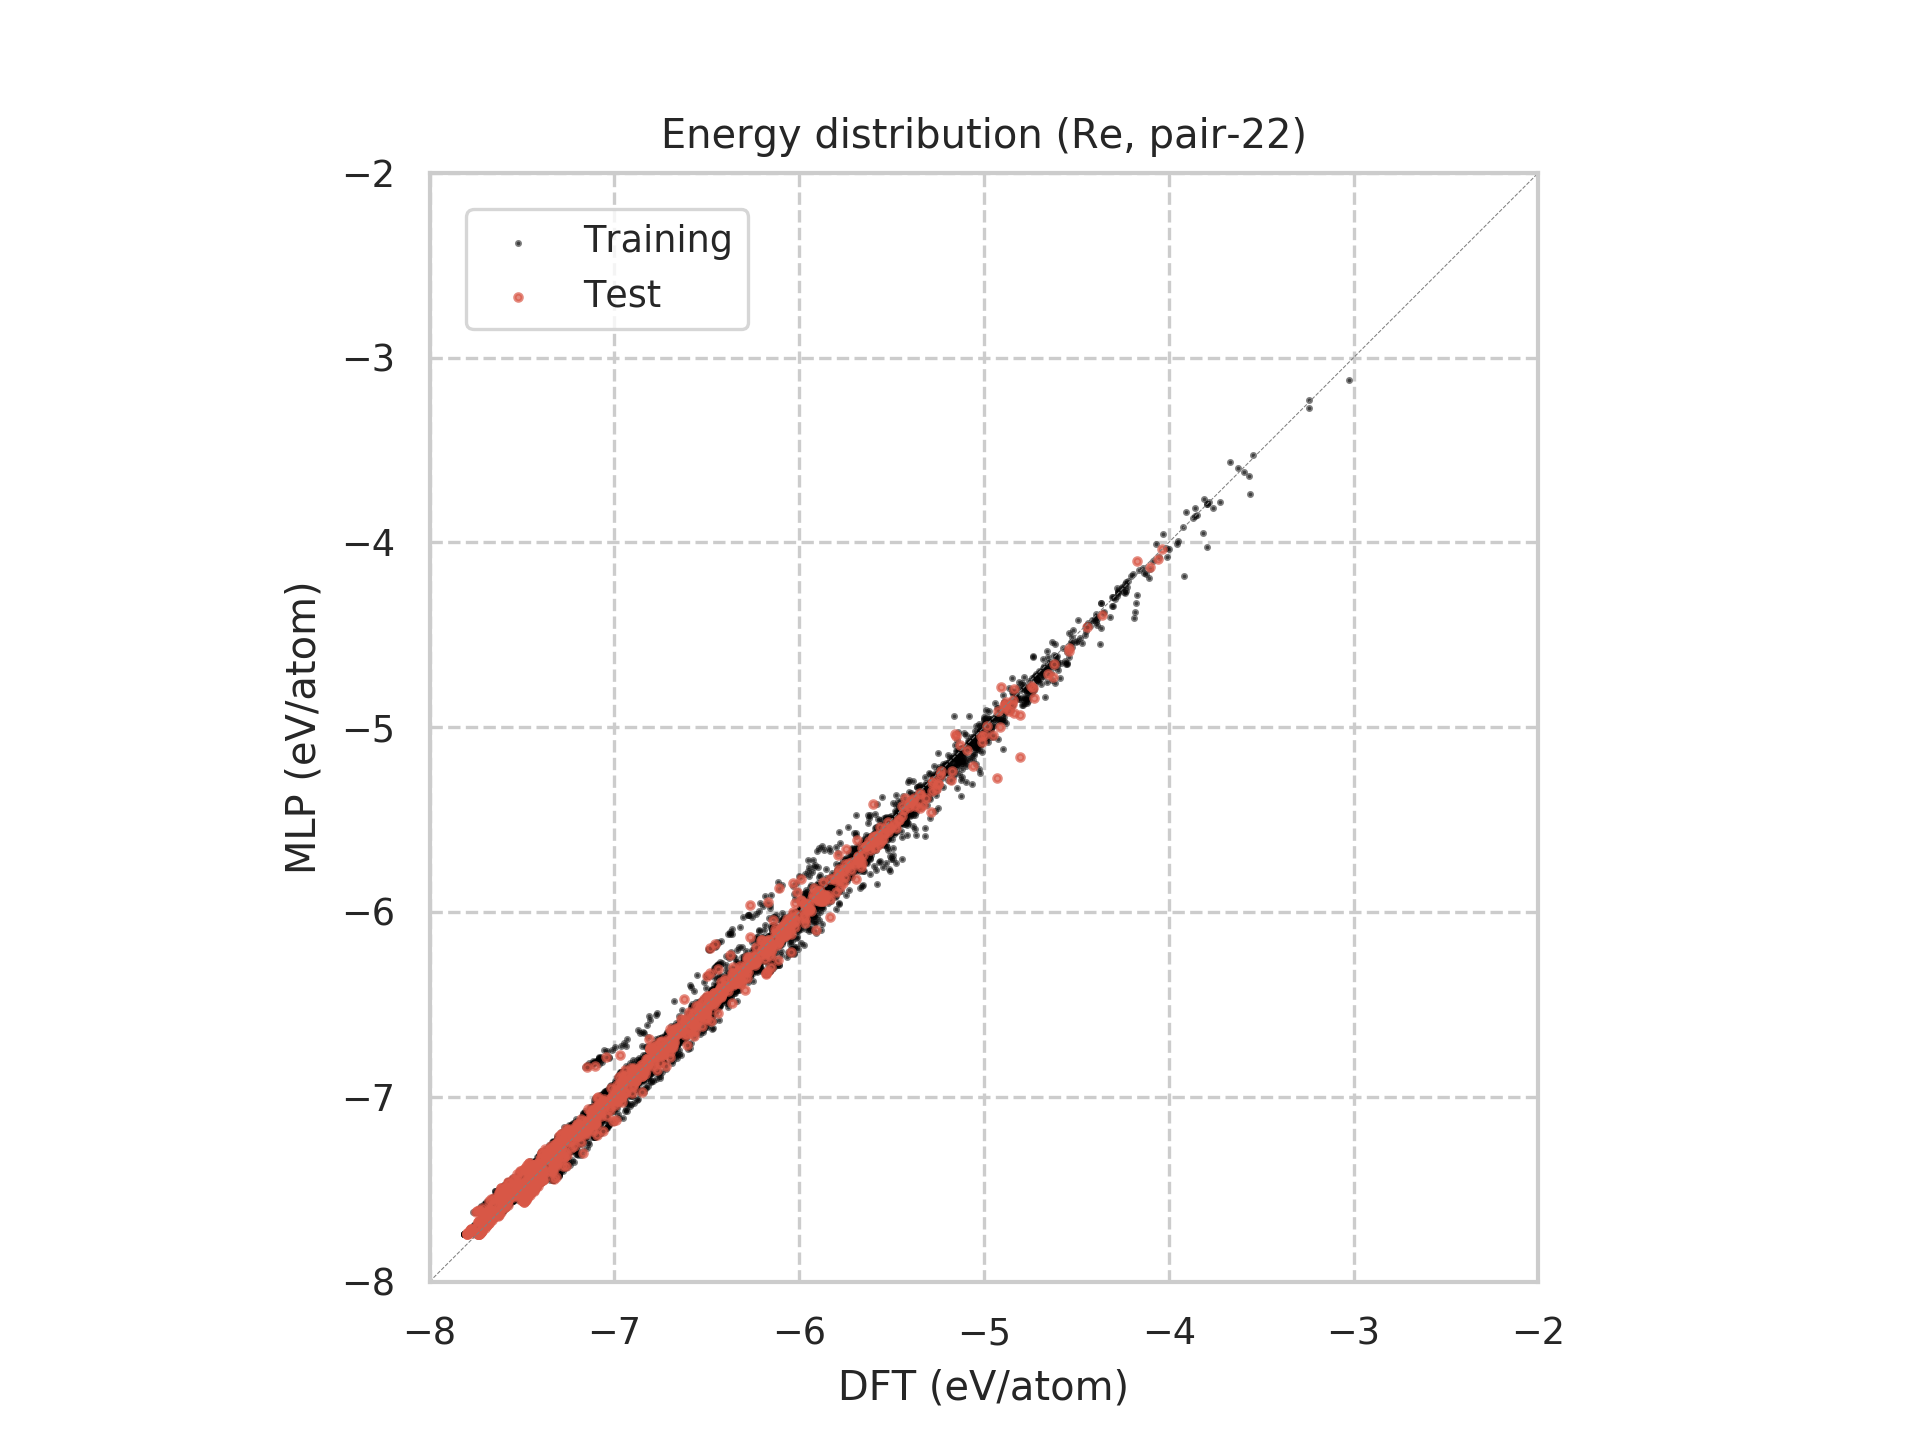 Energy distribution (Re, pair-22)
−2
−3
−4
−5
−6
−7
−8
MLP (eV/atom)
Training
Test
−8 −7 −6 −5 −4 −3 −2
DFT (eV/atom)